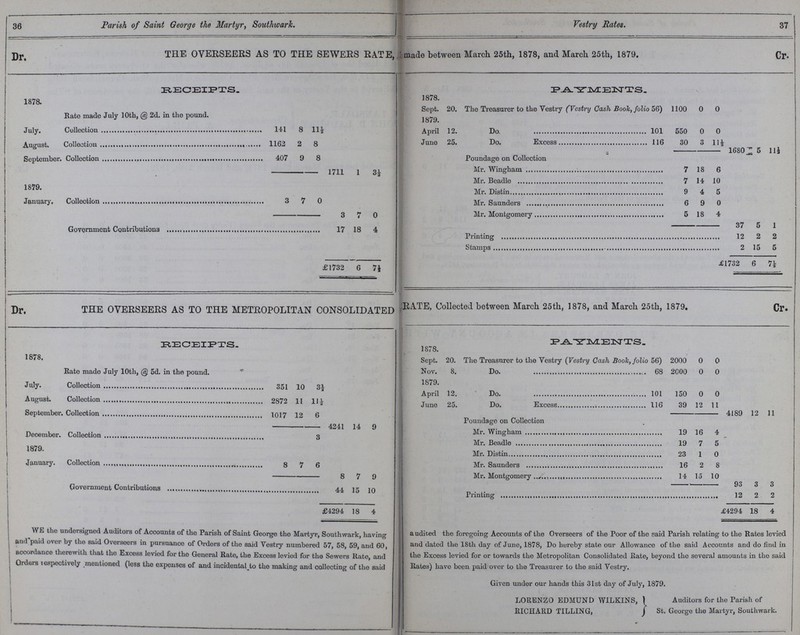 36 Parish of Saint George the Martyr, Southwark.
Vestry Rates. 37
Dr. THE OVERSEERS AS TO THE SEWERS RATE, made between March 25th, 1878, and March 25th, 1879. Cr.
RECEIPTS.
1878.
Rate made July 10th, @ 2d. in the pound.
July. Collection 141 8 11½
August. Collection 1162 2 8
September. Collection 407 9 8
1711 1 3½
1879.
January. Collection 3 7 0
3 7 0
Government Contributions 17 18 4
£1732 6 7½
PAYMENTS.
1878.
Sept. 20. The Treasurer to the Vestry (Vestry Cash Book, folio 56) 1100 0 0
1879.
April 12. Do. 101 550 0 0
June 25. Do. Excess 116 30 3 11½
1680 5 11½
Poundage on Collection
Mr. Wingham 7 18 6
Mr. Beadle 7 14 10
Mr. Distin 9 4 5
Mr. Saunders 6 9 0
Mr. Montgomery 5 18 4
37 5 1
Printing 12 2 2
Stamps 2 15 5
£1732 6 7½
Dr. THE OVERSEERS AS TO THE METROPOLITAN CONSOLIDATED RATE, Collected between March 25th, 1878, and March 25th, 1879. Cr.
RECEIPTS.
1878.
Rate made July 10th, @ 5d. in the pound.
July. Collection 351 10 3½
August. Collection 2872 11 11½
September. Collection 1017 12 6
4241 14 9
December. Collection 3
1879.
January. Collection 8 7 6
8 7 9
Government Contributions 44 15 10
£4294 18 4
PAYMENTS.
1878.
Sept. 20. The Treasurer to the Vestry (Vestry Cash Book, folio 56) 2000 0 0
Nov. 8. Do. 68 2000 0 0
1879.
April 12. Do. 101 150 0 0
June 25. Do. Excess 116 39 12 11
4189 12 11
Poundage on Collection
Mr. Wingham 19 16 4
Mr. Beadle 19 7 5
Mr. Distin 23 1 0
Mr. Saunders 16 2 8
Mr. Montgomery 14 15 10
93 3 3
Printing 12 2 2
£4294 18 4
WE the undersigned Auditors of Accounts of the Parish of Saint George the Martyr, Southwark, having audited the foregoing Accounts of the Overseers of the Poor of the said Parish relating to the Rates levied
and paid over by the said Overseers in pursuance of Orders of the said Vestry numbered 57, 58, 59, and 60, and dated the 18th day of June, 1878, Do hereby state our Allowance of the said Accounts and do find in
accordance therewith that the Excess levied for the General Rate, the Excess levied for the Sewers Rate, and the Excess levied for or towards the Metropolitan Consolidated Rate, beyond the several amounts in the said
Orders respectively mentioned (less the expenses of and incidental to the making and collecting of the said Rates) have been paid over to the Treasurer to the said Vestry.
Given under our hands this 31st day of July, 1879.
LORENZO EDMUND WILKINS, } Auditors for the Parish of
RICHARD TILLING, } St. George the Martyr, Southwark.